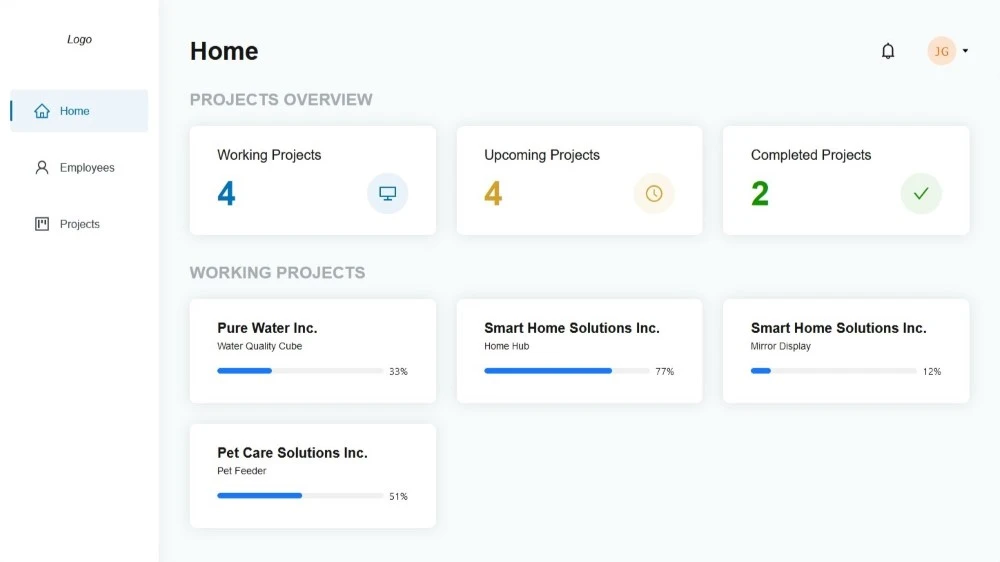 Logo
Home
Employees
Projects
Home
JG
PROJECTS OVERVIEW
Working Projects
4
Upcoming Projects
4
Completed Projects
2
WORKING PROJECTS
Pure Water Inc.
Water Quality Cube
33%
Smart Home Solutions Inc.
Home Hub
77%
Smart Home Solutions Inc.
Mirror Display
12%
Pet Care Solutions Inc.
Pet Feeder
51%